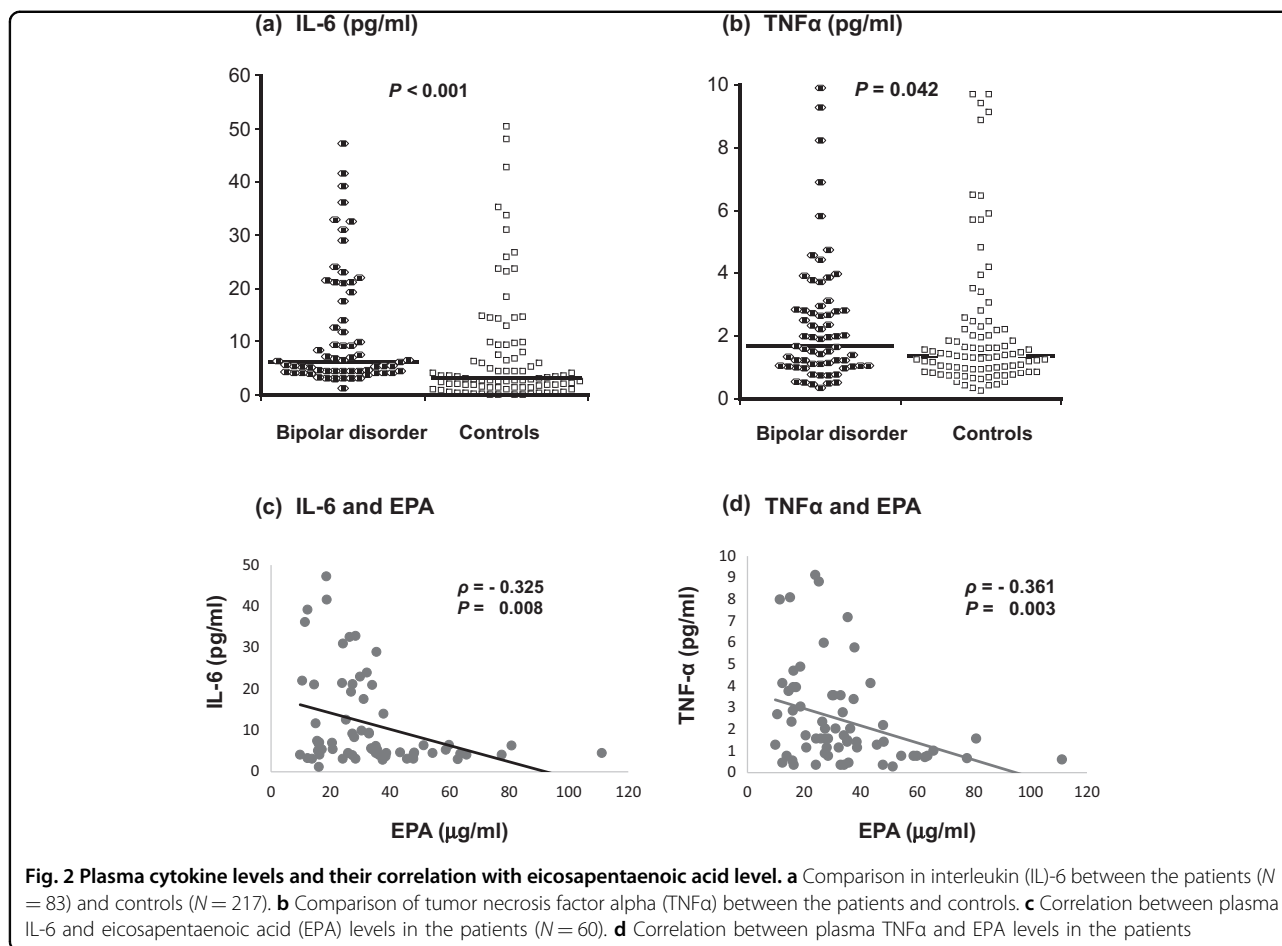 (a) IL-6 (pg/ml)
P < 0.001
60
50
40
30
20
10
0
Bipolar disorder Controls
(b) TNFα (pg/ml)
P = 0.042
10
8
6
4
2
0
Bipolar disorder Controls
(c) IL-6 and EPA
ρ = - 0.325
P = 0.008
IL-6 (pg/ml)
50
40
30
20
10
0
0 20 40 60 80 100 120
EPA (μg/ml)
(d) TNFα and EPA
ρ = - 0.361
P = 0.003
TNF-α (pg/ml)
10
9
8
7
6
5
4
3
2
1
0
0 20 40 60 80 100 120
EPA (μg/ml)
Fig. 2 Plasma cytokine levels and their correlation with eicosapentaenoic acid level. a Comparison in interleukin (IL)-6 between the patients (N
= 83) and controls (N = 217). b Comparison of tumor necrosis factor alpha (TNFα) between the patients and controls. c Correlation between plasma
IL-6 and eicosapentaenoic acid (EPA) levels in the patients (N = 60). d Correlation between plasma TNFα and EPA levels in the patients